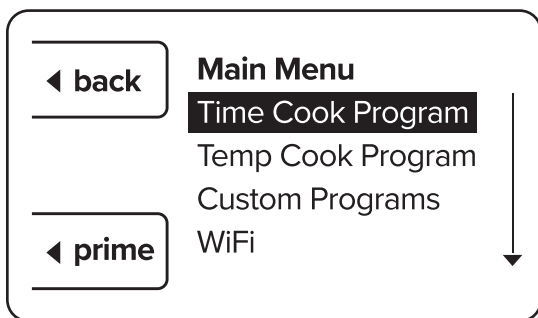 back
Main Menu
Time Cook Program
Temp Cook Program
Custom Programs
WiFi
prime